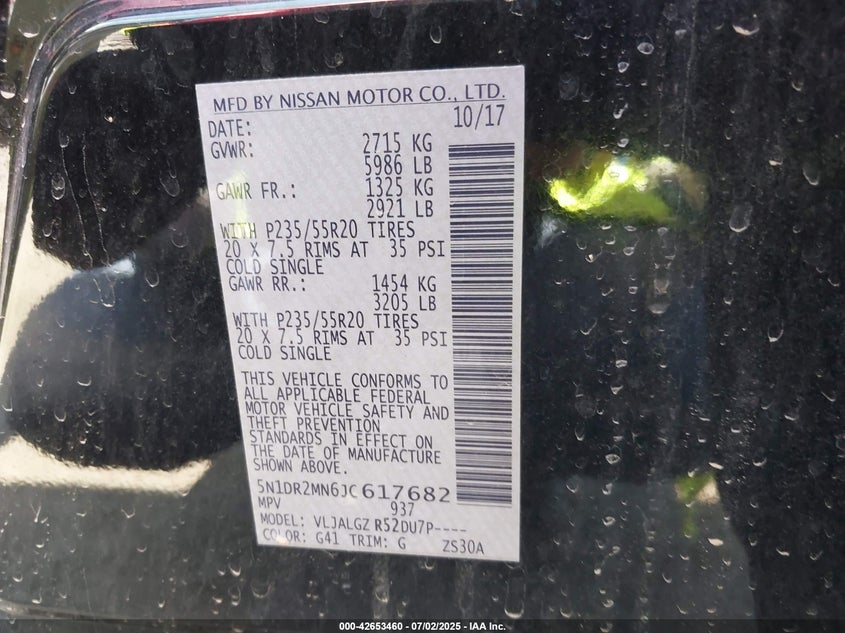 MFD BY NISSAN MOTOR CO., LTD.
DATE: 10/17
GVWR: 2715 KG
5986 LB
GAWR FR.: 1325 KG
2921 LB
WITH P235/55R20 TIRES
20 X 7.5 RIMS AT 35 PSI
COLD SINGLE
GAWR RR.: 1454 KG
3205 LB
WITH P235/55R20 TIRES
20 X 7.5 RIMS AT 35 PSI
COLD SINGLE
THIS VEHICLE CONFORMS TO
ALL APPLICABLE FEDERAL
MOTOR VEHICLE SAFETY AND
THEFT PREVENTION
STANDARDS IN EFFECT ON
THE DATE OF MANUFACTURE
SHOWN ABOVE.
5N1DR2MN6JC617682
MPV 937
MODEL: VLJALGZ R52DU7P----
COLOR: G41 TRIM: G ZS30A
000-42653460 - 07/02/2025 - IAA Inc.